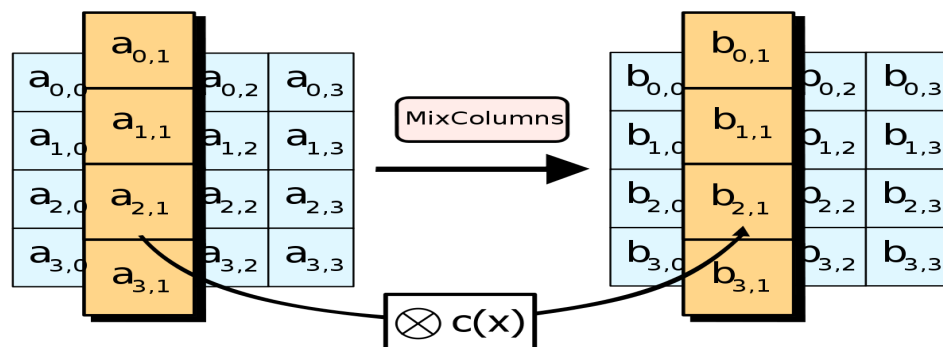 a0,0 a0,1 a0,2 a0,3
a1,0 a1,1 a1,2 a1,3
a2,0 a2,1 a2,2 a2,3
a3,0 a3,1 a3,2 a3,3
MixColumns
⊗ c(x)
b0,0 b0,1 b0,2 b0,3
b1,0 b1,1 b1,2 b1,3
b2,0 b2,1 b2,2 b2,3
b3,0 b3,1 b3,2 b3,3